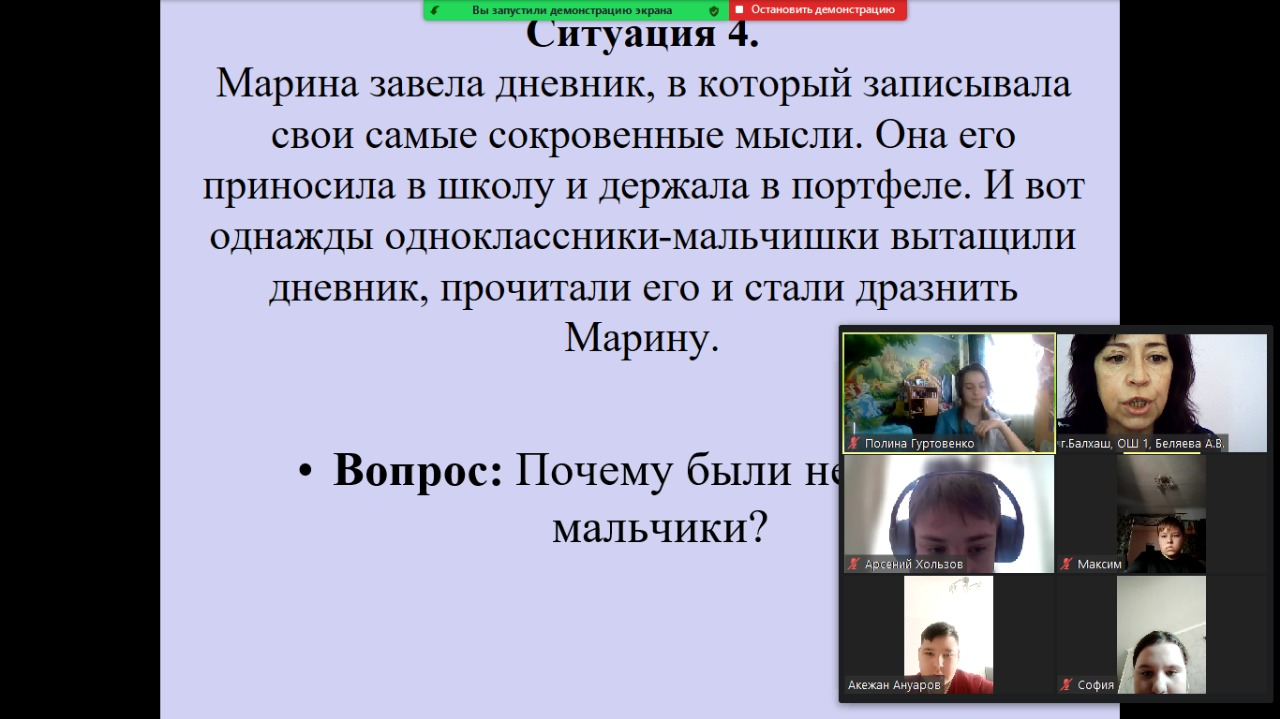 Вы запустили демонстрацию экрана
Остановить демонстрацию
Ситуация 4.
Марина завела дневник, в который записывала
свои самые сокровенные мысли. Она его
приносила в школу и держала в портфеле. И вот
однажды одноклассники-мальчишки вытащили
дневник, прочитали его и стали дразнить
Марину.
• Вопрос: Почему были
мальчики?
Полина Гуртовенко
г.Балхаш, ОШ 1, Беляева А.В.
Арсений Хользов
Максим
Акежан Ануаров
София